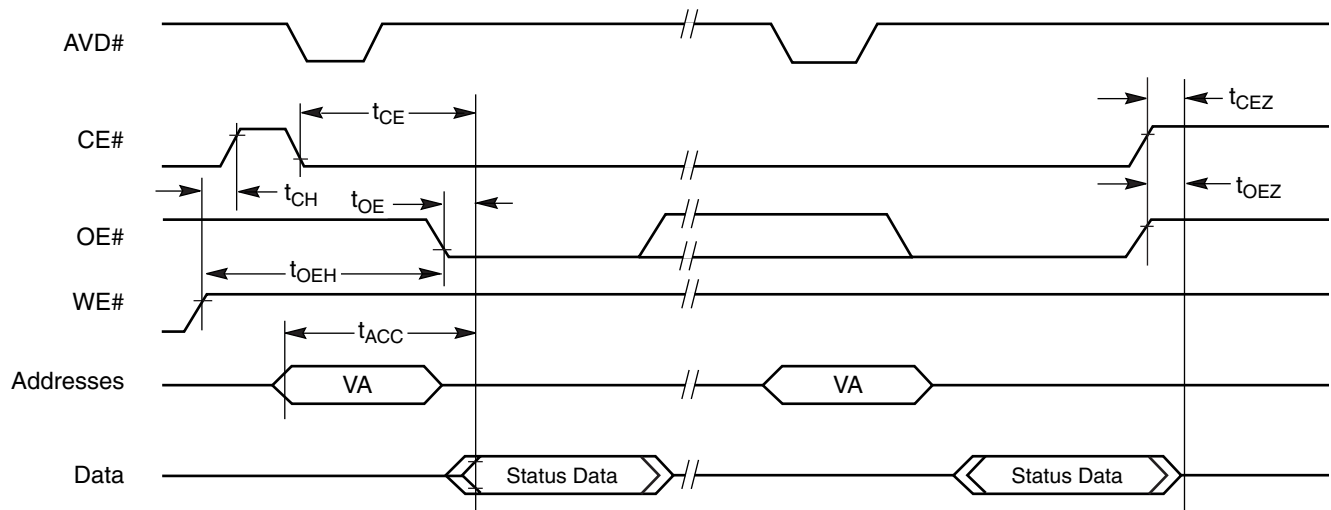 AVD#
t_CEZ
t_CE
CE#
t_CH
t_OE
t_OEZ
OE#
t_OEH
WE#
t_ACC
Addresses
VA
VA
Data
Status Data
Status Data